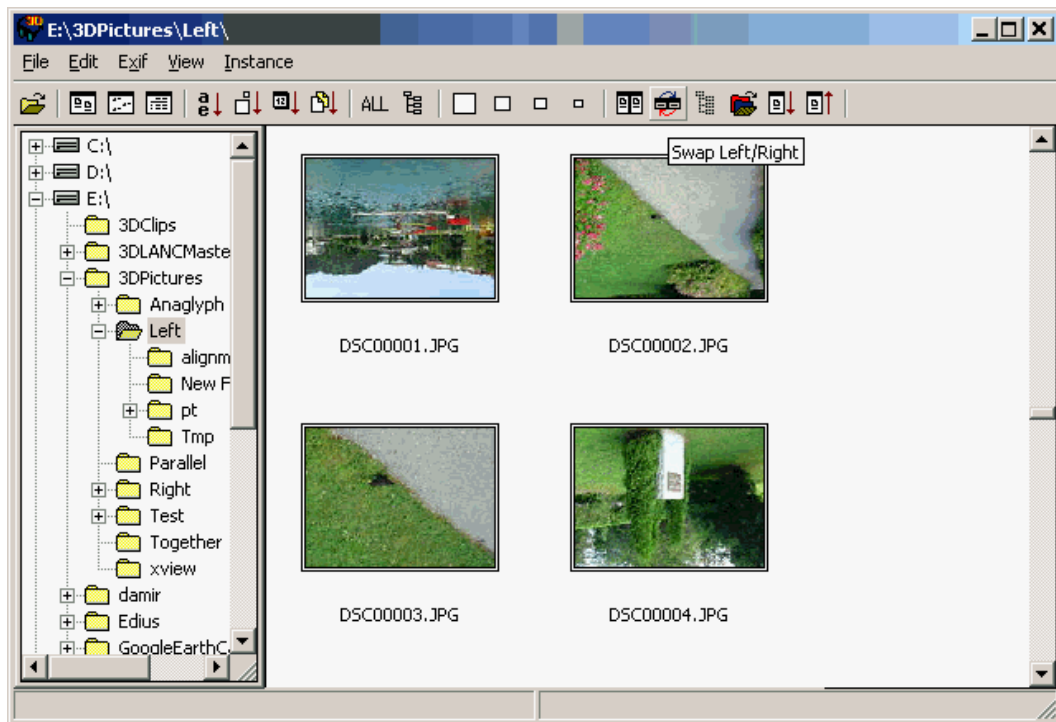 E:\3DPictures\Left\
File Edit Exif View Instance
ALL
Swap Left/Right
C:\
D:\
E:\
3DClips
3DLANCMaste
3DPictures
Anaglyph
Left
alignm
New F
pt
Tmp
Parallel
Right
Test
Together
xview
damir
Edius
GoogleEarthC
DSC00001.JPG
DSC00002.JPG
DSC00003.JPG
DSC00004.JPG